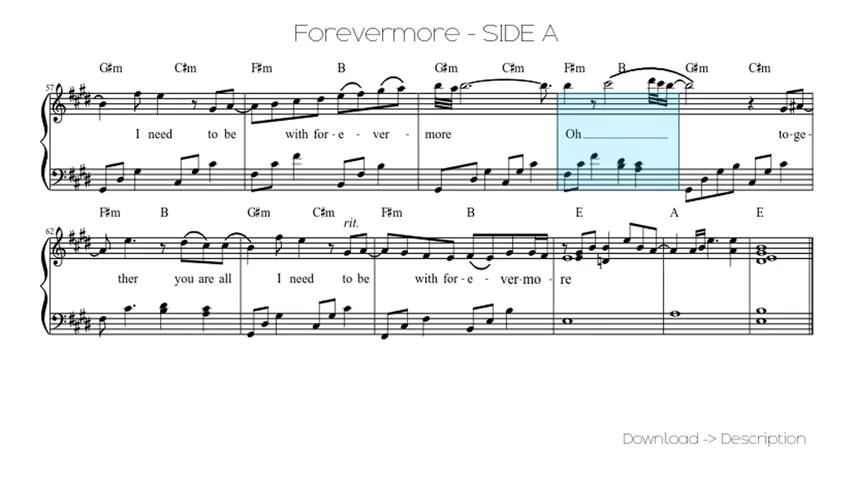 Forevermore - SIDE A
G#m C#m F#m B G#m C#m F#m B G#m C#m
57
I need to be with for - e - ver - more Oh to-ge-
F#m B G#m C#m rit. F#m B E A E
62
ther you are all I need to be with for - e - ver-mo - re
Download -> Description